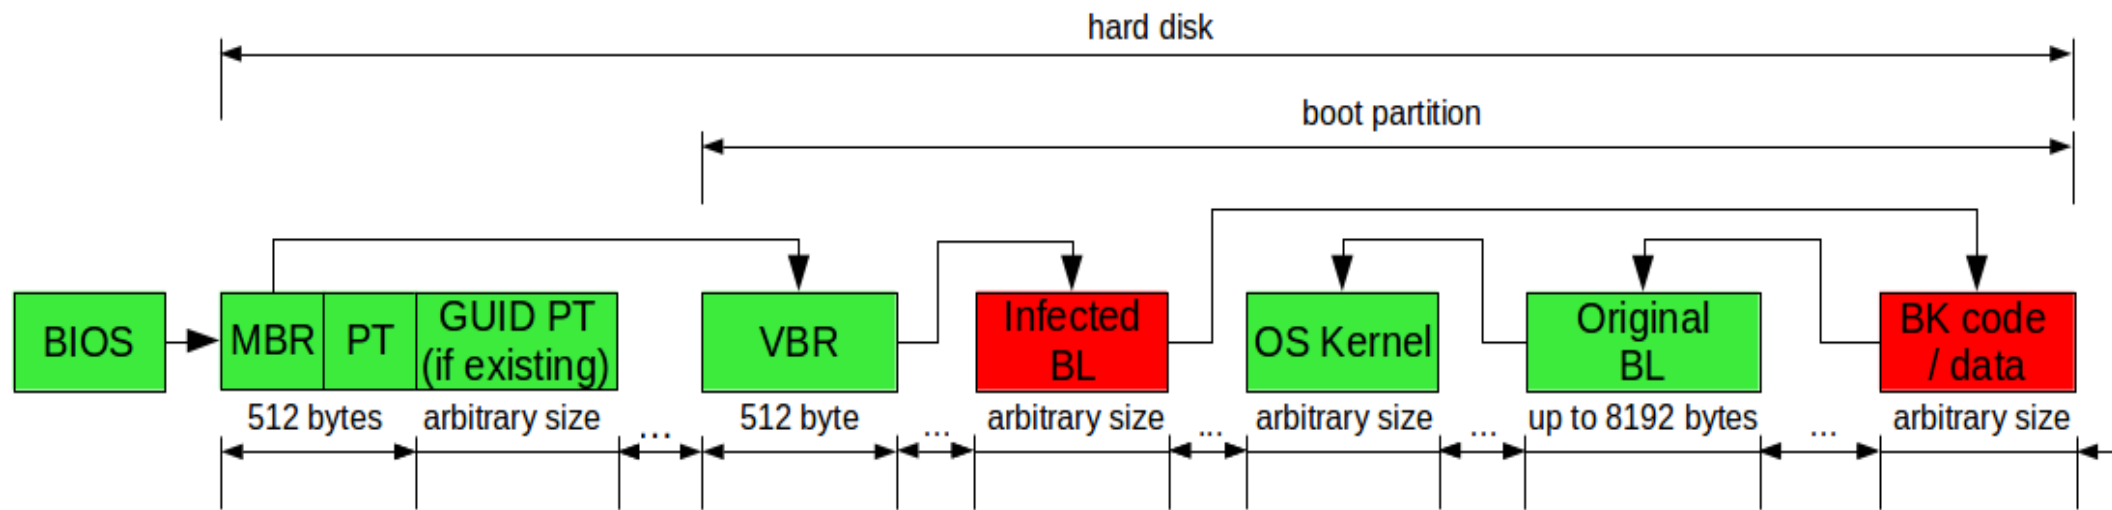 hard disk
boot partition
BIOS
MBR
PT
GUID PT
(if existing)
VBR
Infected
BL
OS Kernel
Original
BL
BK code
/ data
512 bytes
arbitrary size
...
512 byte
...
arbitrary size
...
arbitrary size
...
up to 8192 bytes
...
arbitrary size